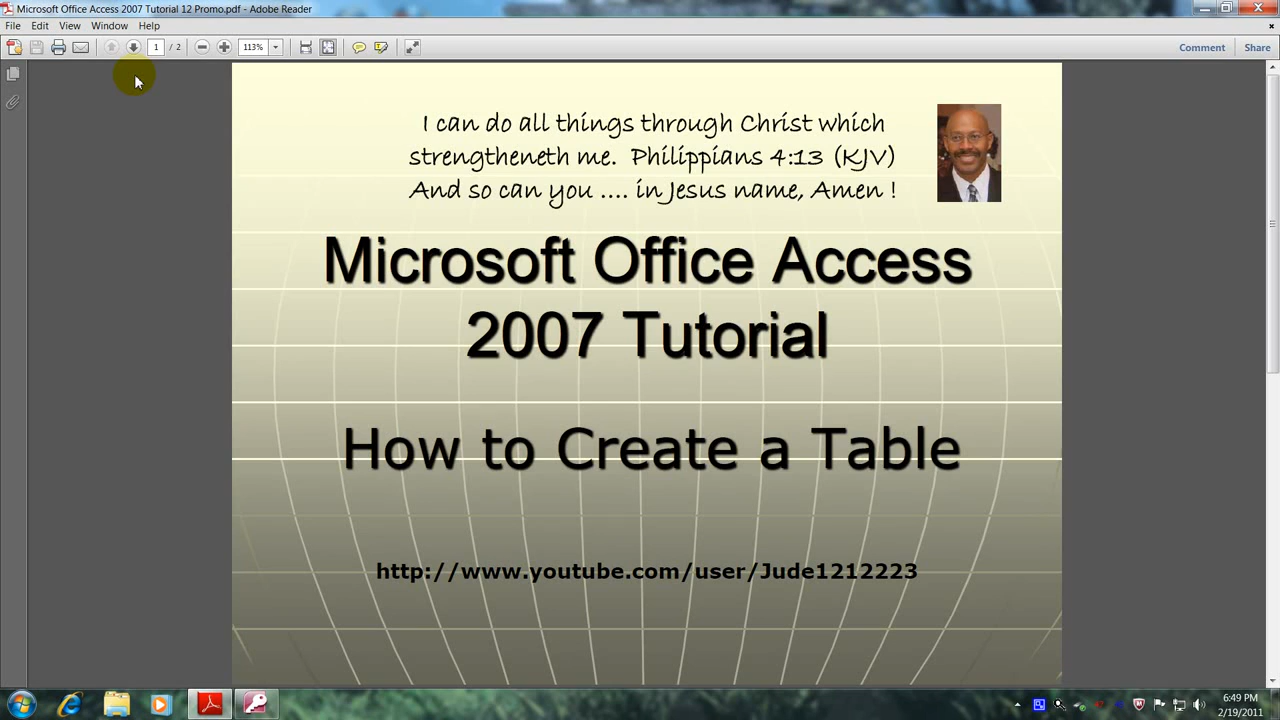 Microsoft Office Access 2007 Tutorial 12 Promo.pdf - Adobe Reader
File Edit View Window Help
1 / 2 113% Comment Share
I can do all things through Christ which
strengtheneth me. Philippians 4:13 (KJV)
And so can you .... in Jesus name, Amen !
Microsoft Office Access
2007 Tutorial
How to Create a Table
http://www.youtube.com/user/Jude1212223
6:49 PM
2/19/2011